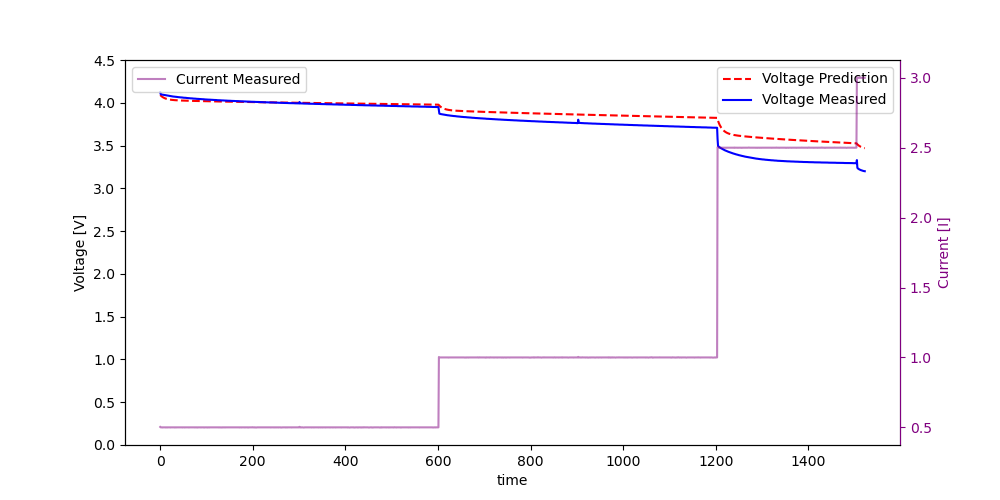 Current Measured
Voltage Prediction
Voltage Measured
4.5
4.0
3.5
3.0
2.5
2.0
1.5
1.0
0.5
0.0
Voltage [V]
3.0
2.5
2.0
1.5
1.0
0.5
Current [I]
0 200 400 600 800 1000 1200 1400
time